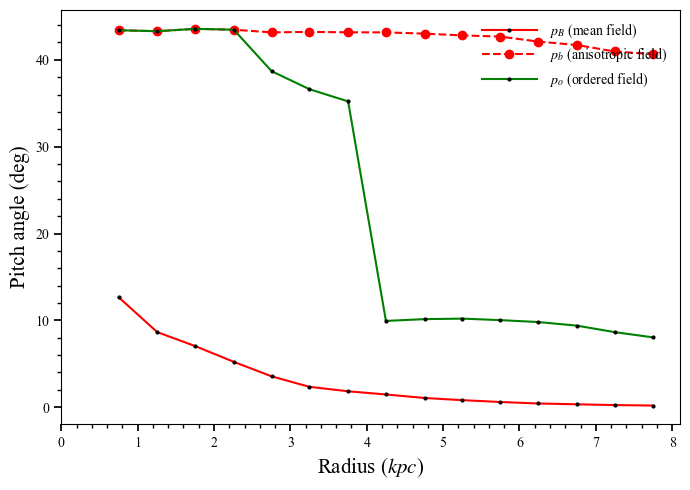 p_B (mean field)
p_b (anisotropic field)
p_o (ordered field)
40
30
20
10
0
Pitch angle (deg)
0 1 2 3 4 5 6 7 8
Radius (kpc)